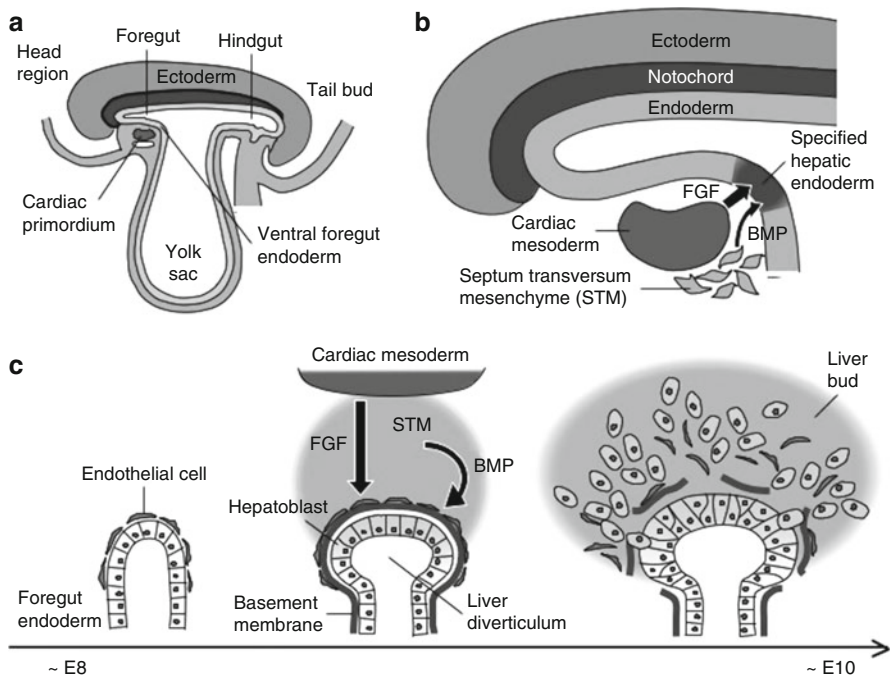 a
Head
region
Foregut
Hindgut
Ectoderm
Tail bud
Cardiac
primordium
Yolk
sac
Ventral foregut
endoderm
b
Ectoderm
Notochord
Endoderm
Specified
hepatic
endoderm
FGF
Cardiac
mesoderm
BMP
Septum transversum
mesenchyme (STM)
c
Cardiac mesoderm
Liver
bud
STM
FGF
BMP
Endothelial cell
Hepatoblast
Foregut
endoderm
Basement
membrane
Liver
diverticulum
~ E8
~ E10